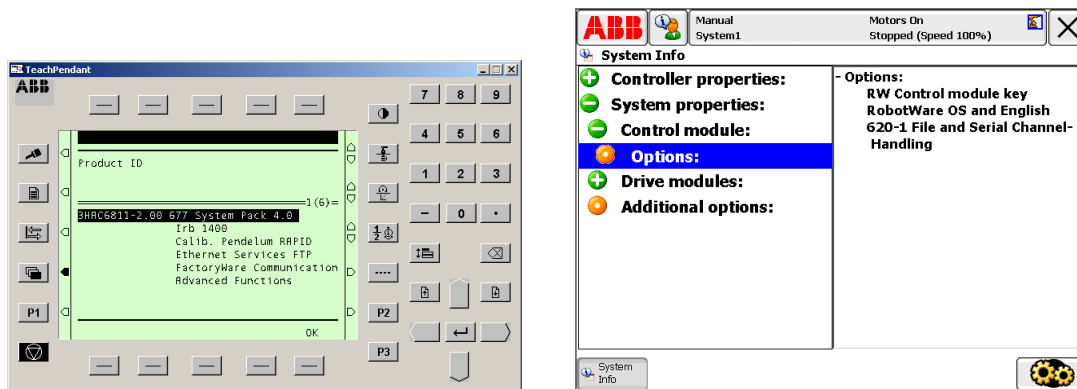 TeachPendant
ABB
7 8 9
4 5 6
1 2 3
- 0 .
Product ID
1(6)=
3HAC6811-2.00 677 System Pack 4.0
Irb 1400
Calib. Pendelum RAPID
Ethernet Services FTP
FactoryWare Communication
Advanced Functions
OK
1
2
P1
P2
P3
ABB
Manual
System1
Motors On
Stopped (Speed 100%)
System Info
Controller properties:
System properties:
Control module:
Options:
Drive modules:
Additional options:
- Options:
RW Control module key
RobotWare OS and English
620-1 File and Serial Channel-
Handling
System
Info